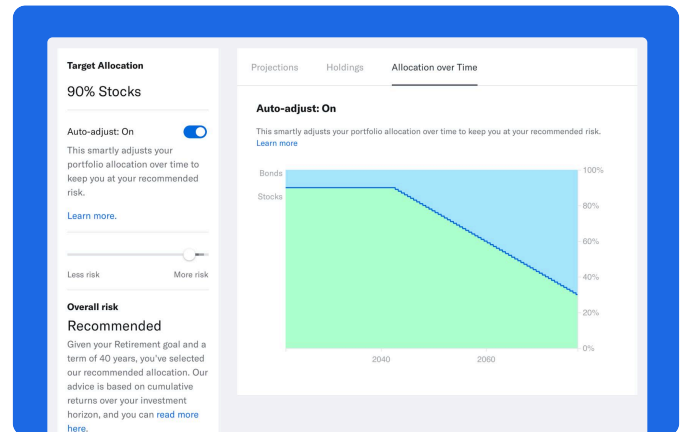 Target Allocation
90% Stocks
Auto-adjust: On
This smartly adjusts your
portfolio allocation over time to
keep you at your recommended
risk.
Learn more.
Less risk
More risk
Overall risk
Recommended
Given your Retirement goal and a
term of 40 years, you've selected
our recommended allocation. Our
advice is based on cumulative
returns over your investment
horizon, and you can read more
here.
Projections
Holdings
Allocation over Time
Auto-adjust: On
This smartly adjusts your portfolio allocation over time to keep you at your recommended risk.
Learn more
Bonds
Stocks
100%
80%
60%
40%
20%
0%
2040
2060